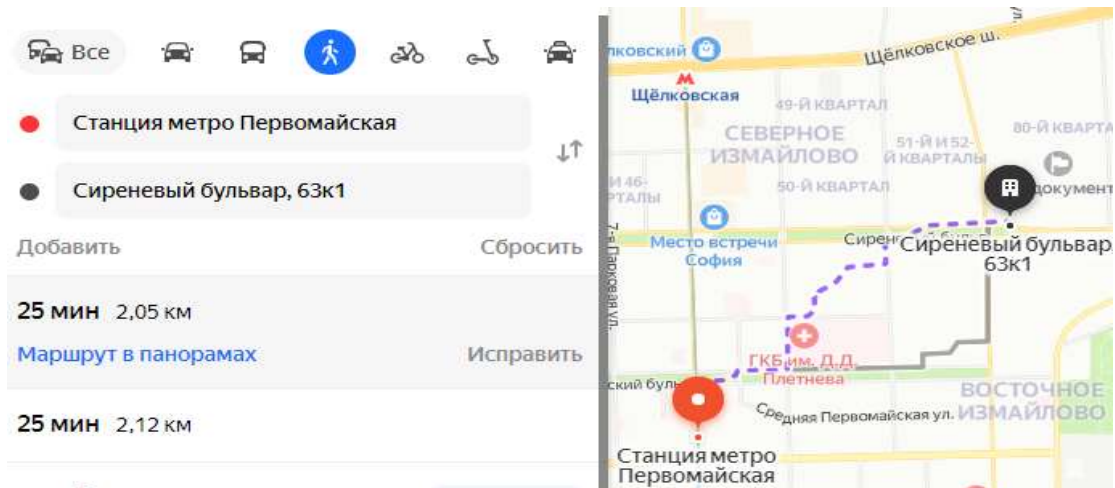 Все
Станция метро Первомайская
Сиреневый бульвар, 63к1
Добавить
Сбросить
25 мин 2,05 км
Маршрут в панорамах
Исправить
25 мин 2,12 км
лковский
Щёлковское ш.
Щёлковская
49-Й КВАРТАЛ
СЕВЕРНОЕ
ИЗМАЙЛОВО
51-Й И 52-
Й КВАРТАЛЫ
80-Й КВАРТА
документ
И 46-
РТАЛЫ
50-Й КВАРТАЛ
7-я Парковая ул.
Место встречи
София
Сиреневый бульвар,
63к1
ГКБ им. Д.Д.
Плетнева
ский буль
Средняя Первомайская ул.
ВОСТОЧНОЕ
ИЗМАЙЛОВО
Станция метро
Первомайская